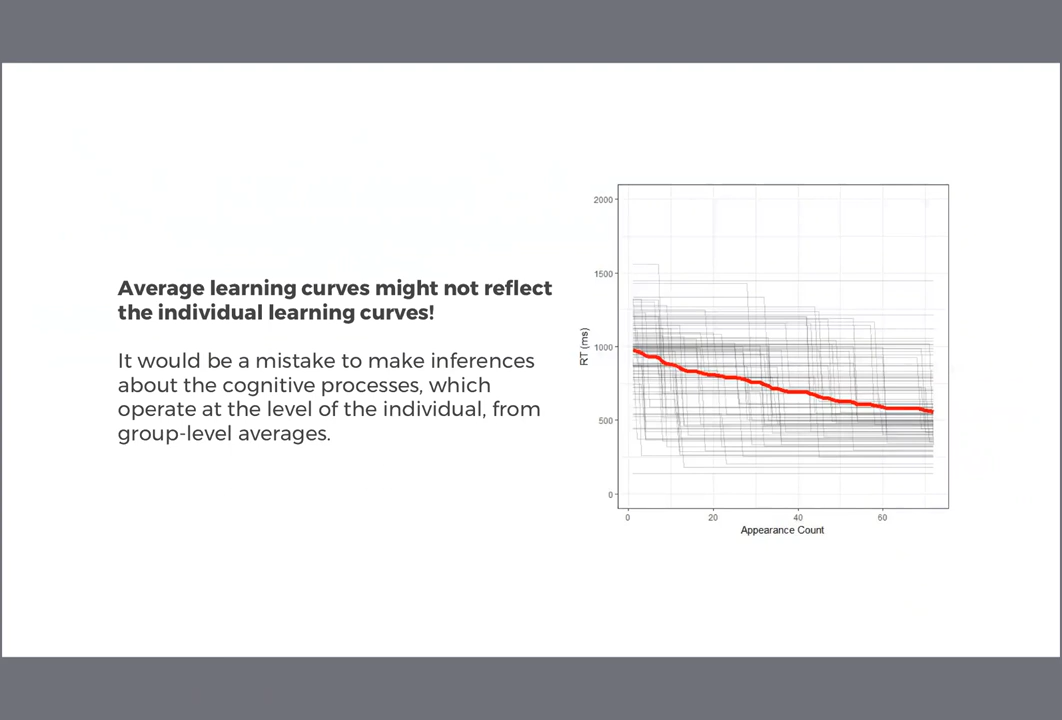 Average learning curves might not reflect
the individual learning curves!
It would be a mistake to make inferences
about the cognitive processes, which
operate at the level of the individual, from
group-level averages.
2000
1500
1000
500
0
RT (ms)
0 20 40 60
Appearance Count